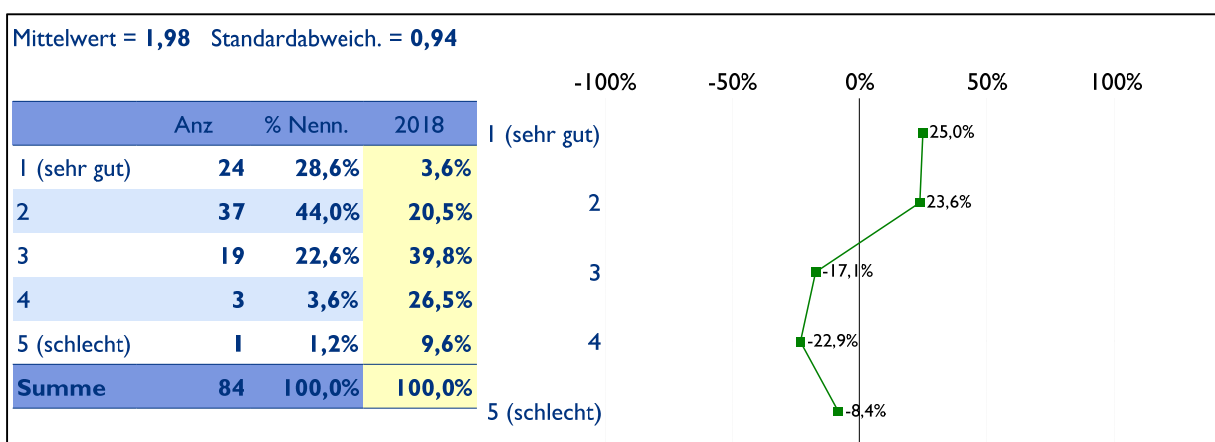 Mittelwert = 1,98 Standardabweich. = 0,94
Anz % Nenn. 2018
1 (sehr gut) 24 28,6% 3,6%
2 37 44,0% 20,5%
3 19 22,6% 39,8%
4 3 3,6% 26,5%
5 (schlecht) 1 1,2% 9,6%
Summe 84 100,0% 100,0%
-100% -50% 0% 50% 100%
1 (sehr gut) 25,0%
2 23,6%
3 -17,1%
4 -22,9%
5 (schlecht) -8,4%